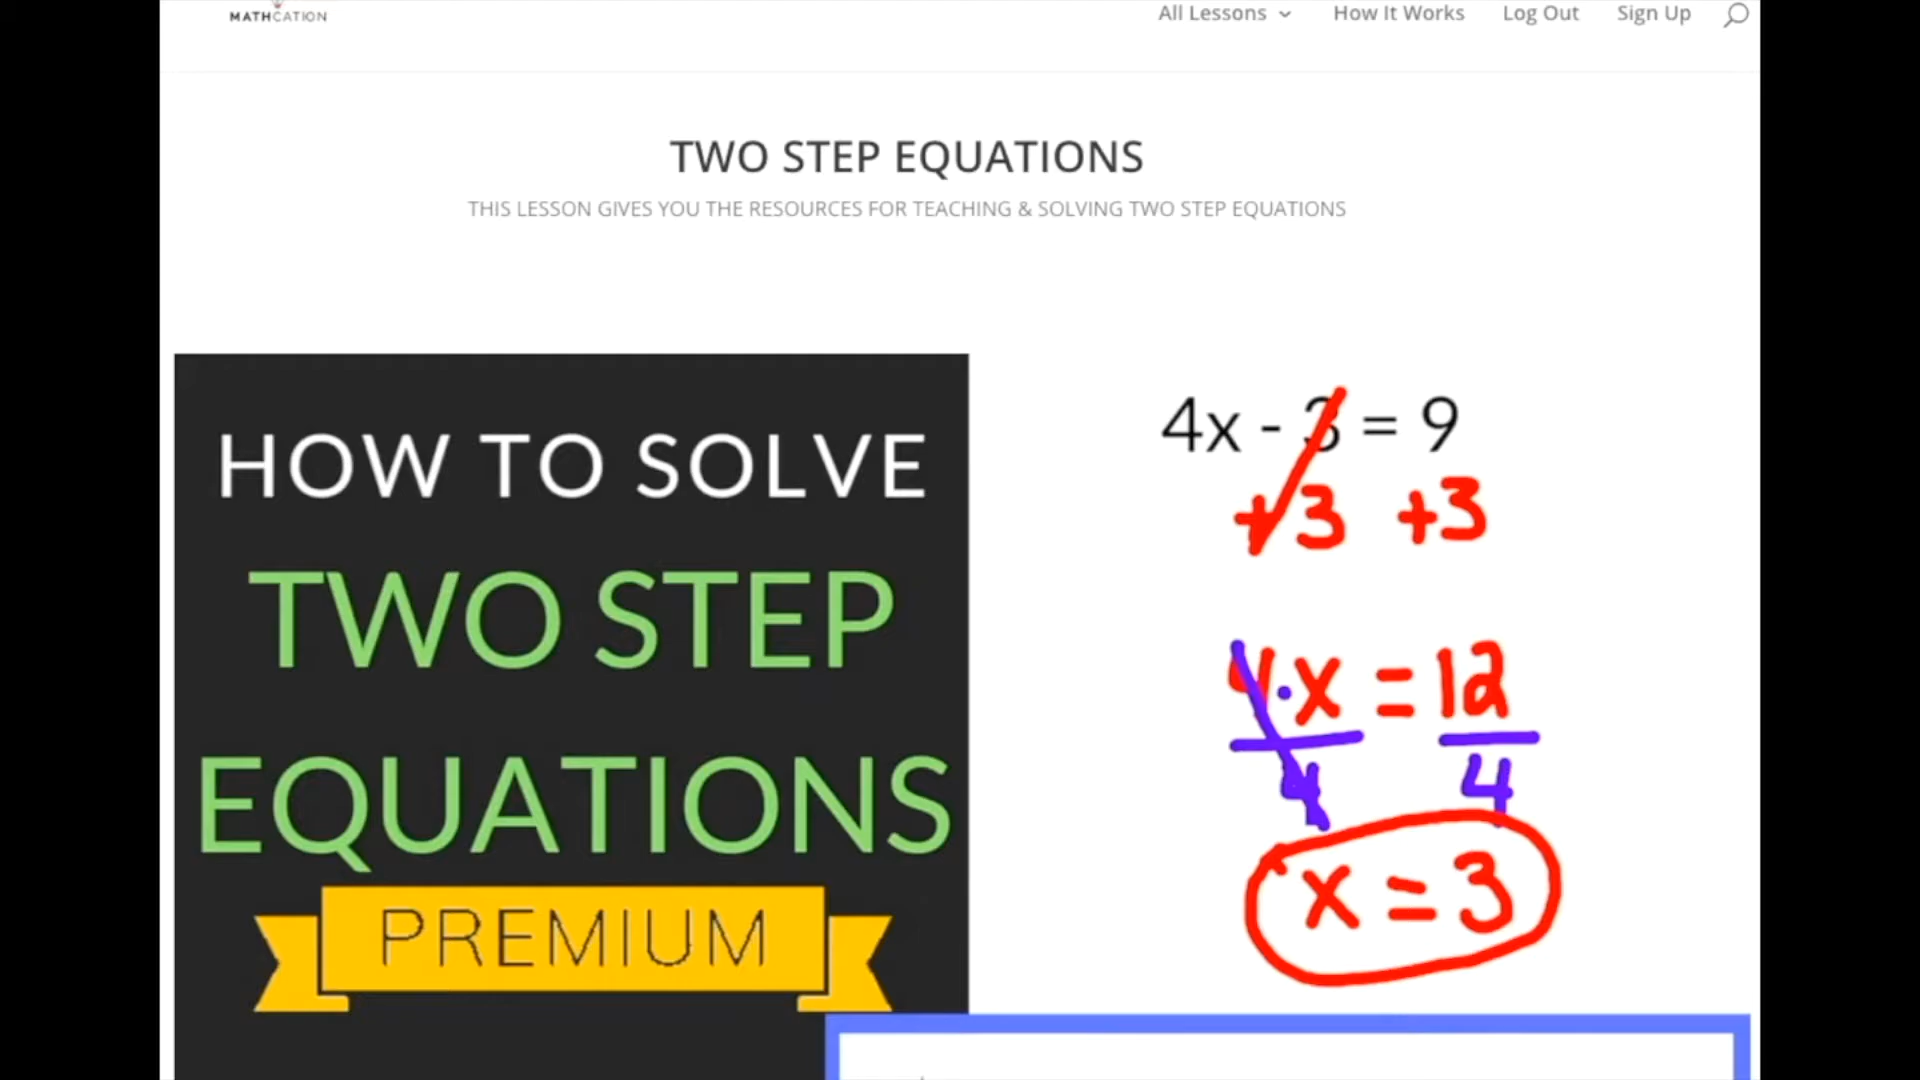 MATHCATION
All Lessons
How It Works
Log Out
Sign Up
TWO STEP EQUATIONS
THIS LESSON GIVES YOU THE RESOURCES FOR TEACHING & SOLVING TWO STEP EQUATIONS
HOW TO SOLVE
TWO STEP
EQUATIONS
PREMIUM
4x - 3 = 9
+3 +3
4·x = 12
4 4
x = 3